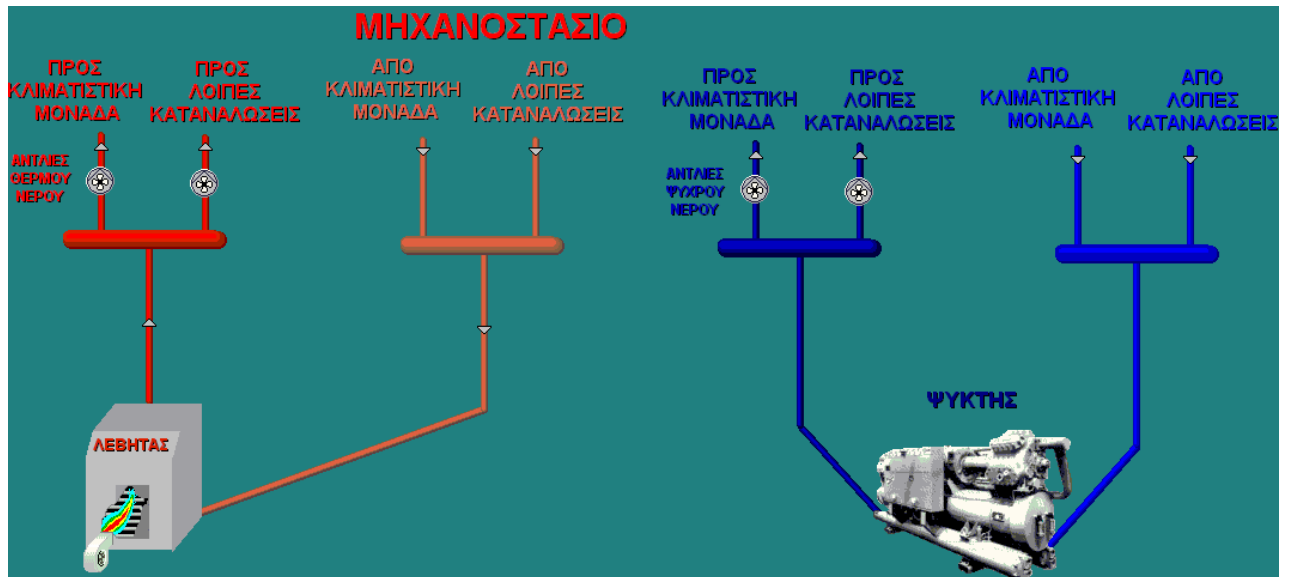 ΜΗΧΑΝΟΣΤΑΣΙΟ
ΠΡΟΣ
ΚΛΙΜΑΤΙΣΤΙΚΗ
ΜΟΝΑΔΑ
ΠΡΟΣ
ΛΟΙΠΕΣ
ΚΑΤΑΝΑΛΩΣΕΙΣ
ΑΠΟ
ΚΛΙΜΑΤΙΣΤΙΚΗ
ΜΟΝΑΔΑ
ΑΠΟ
ΛΟΙΠΕΣ
ΚΑΤΑΝΑΛΩΣΕΙΣ
ΠΡΟΣ
ΚΛΙΜΑΤΙΣΤΙΚΗ
ΜΟΝΑΔΑ
ΠΡΟΣ
ΛΟΙΠΕΣ
ΚΑΤΑΝΑΛΩΣΕΙΣ
ΑΠΟ
ΚΛΙΜΑΤΙΣΤΙΚΗ
ΜΟΝΑΔΑ
ΑΠΟ
ΛΟΙΠΕΣ
ΚΑΤΑΝΑΛΩΣΕΙΣ
ΑΝΤΛΙΕΣ
ΘΕΡΜΟΥ
ΝΕΡΟΥ
ΑΝΤΛΙΕΣ
ΨΥΧΡΟΥ
ΝΕΡΟΥ
ΨΥΚΤΗΣ
ΛΕΒΗΤΑΣ